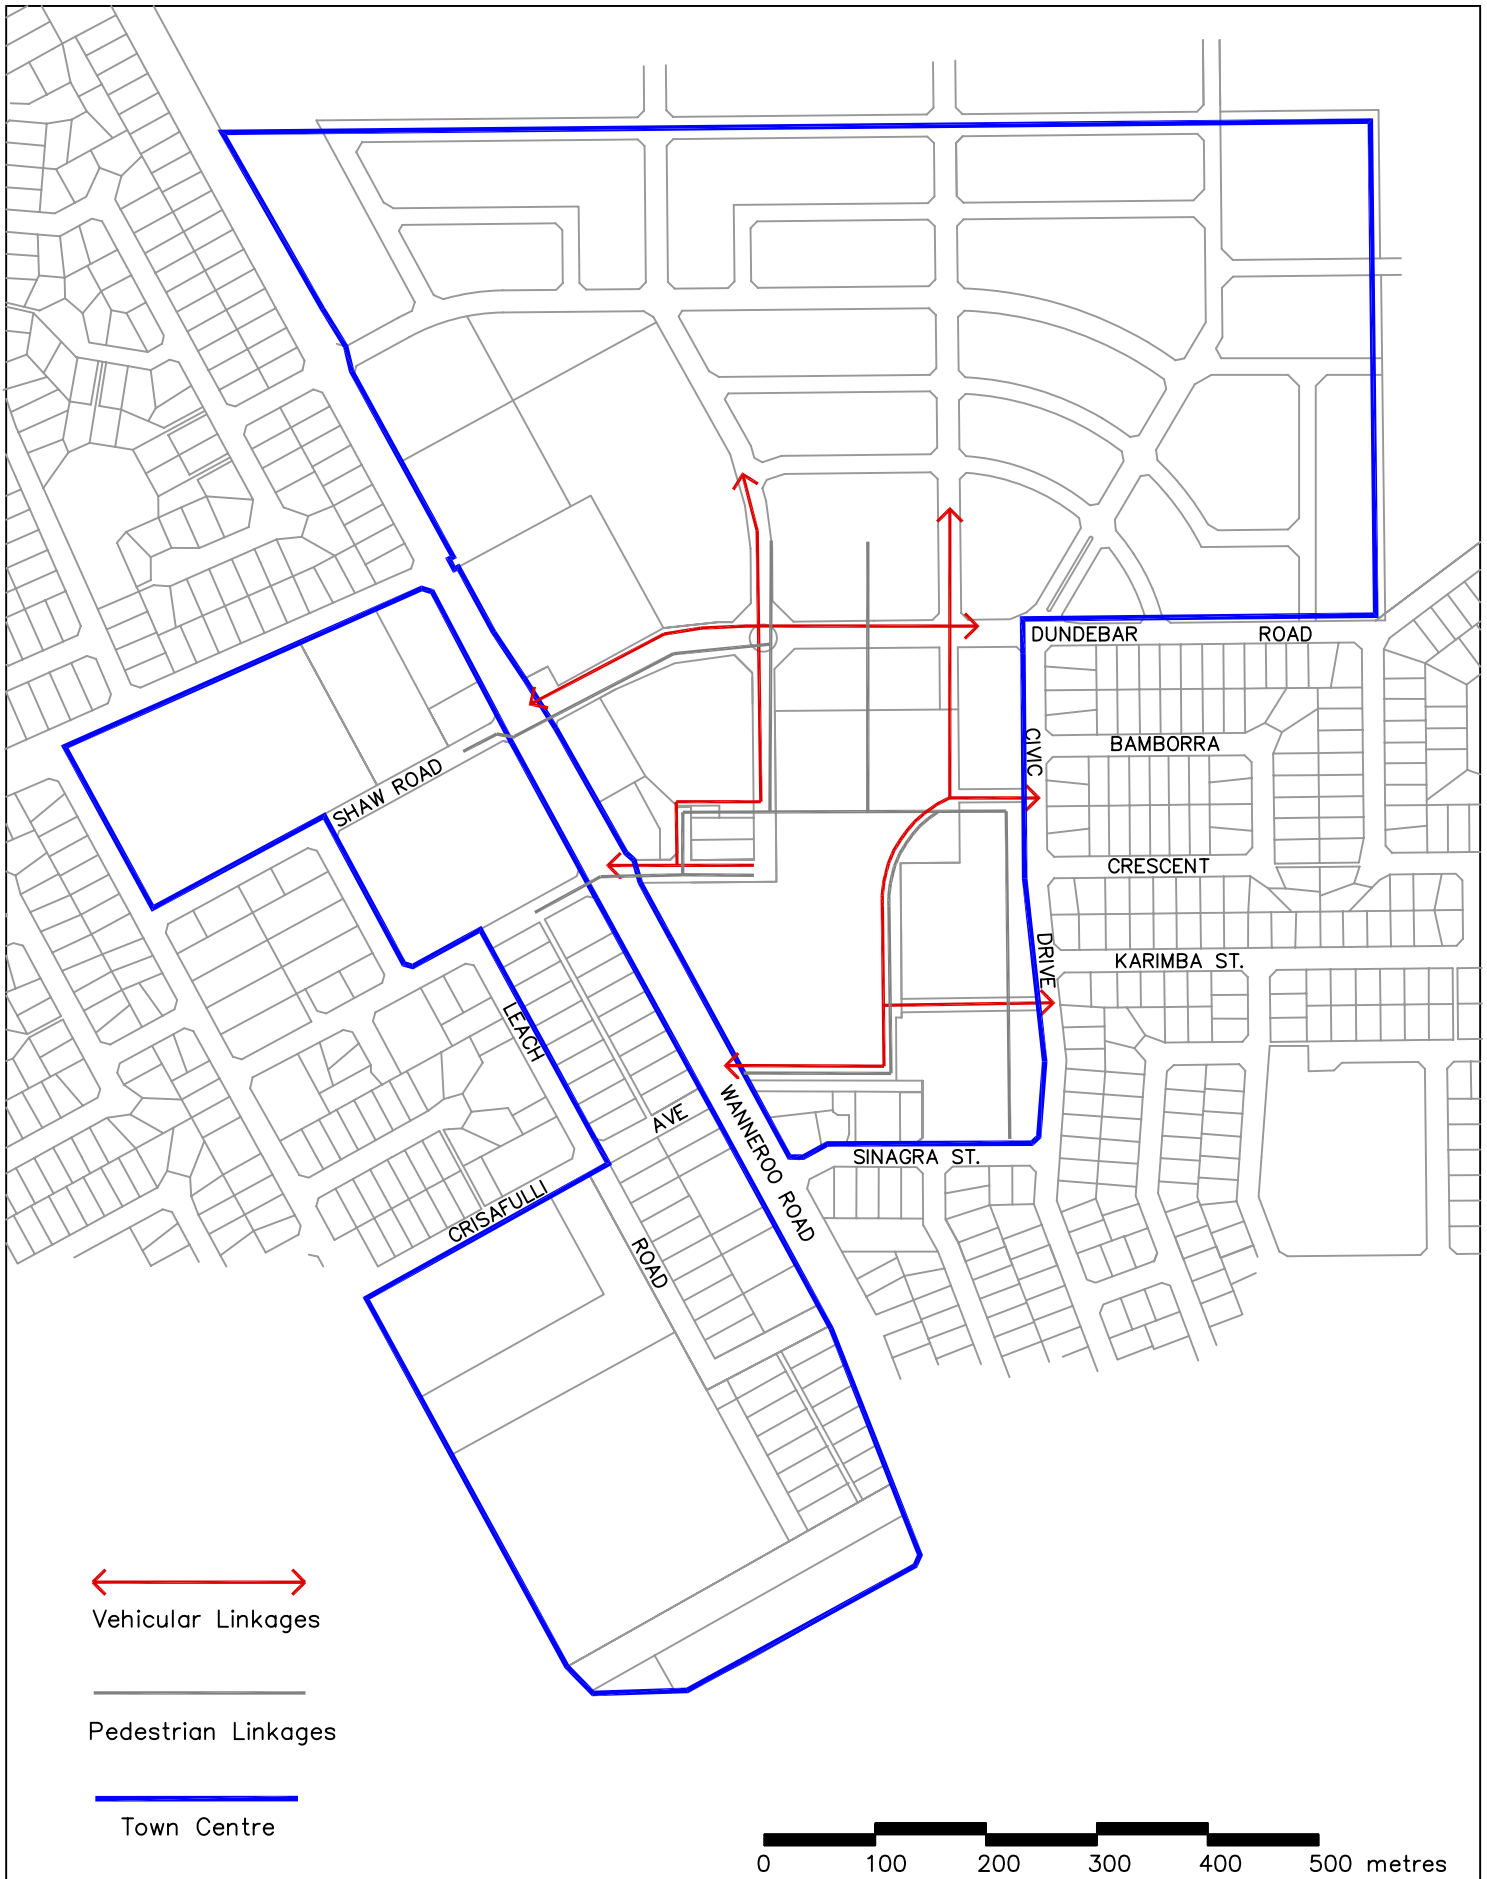 DUNDEBAR ROAD
CIVIC
BAMBORRA
SHAW ROAD
CRESCENT
DRIVE
KARIMBA ST.
LEACH
AVE
WANNEROO ROAD
SINAGRA ST.
CRISAFULLI
ROAD
Vehicular Linkages
Pedestrian Linkages
Town Centre
0 100 200 300 400 500 metres